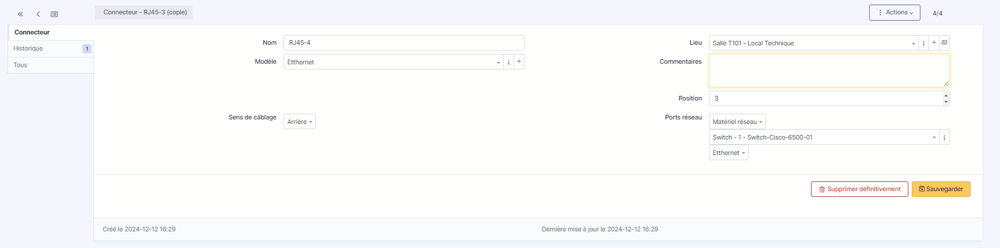 Connecteur - RJ45-3 (copie)
Actions
4/4
Connecteur
Historique 1
Tous
Nom RJ45-4
Modèle Etthernet
Sens de câblage Arrière
Lieu Salle T101 - Local Technique
Commentaires
Position 3
Ports réseau Matériel réseau
Switch - 1 - Switch-Cisco-6500-01
Etthernet
Supprimer définitivement
Sauvegarder
Créé le 2024-12-12 16:29
Dernière mise à jour le 2024-12-12 16:29